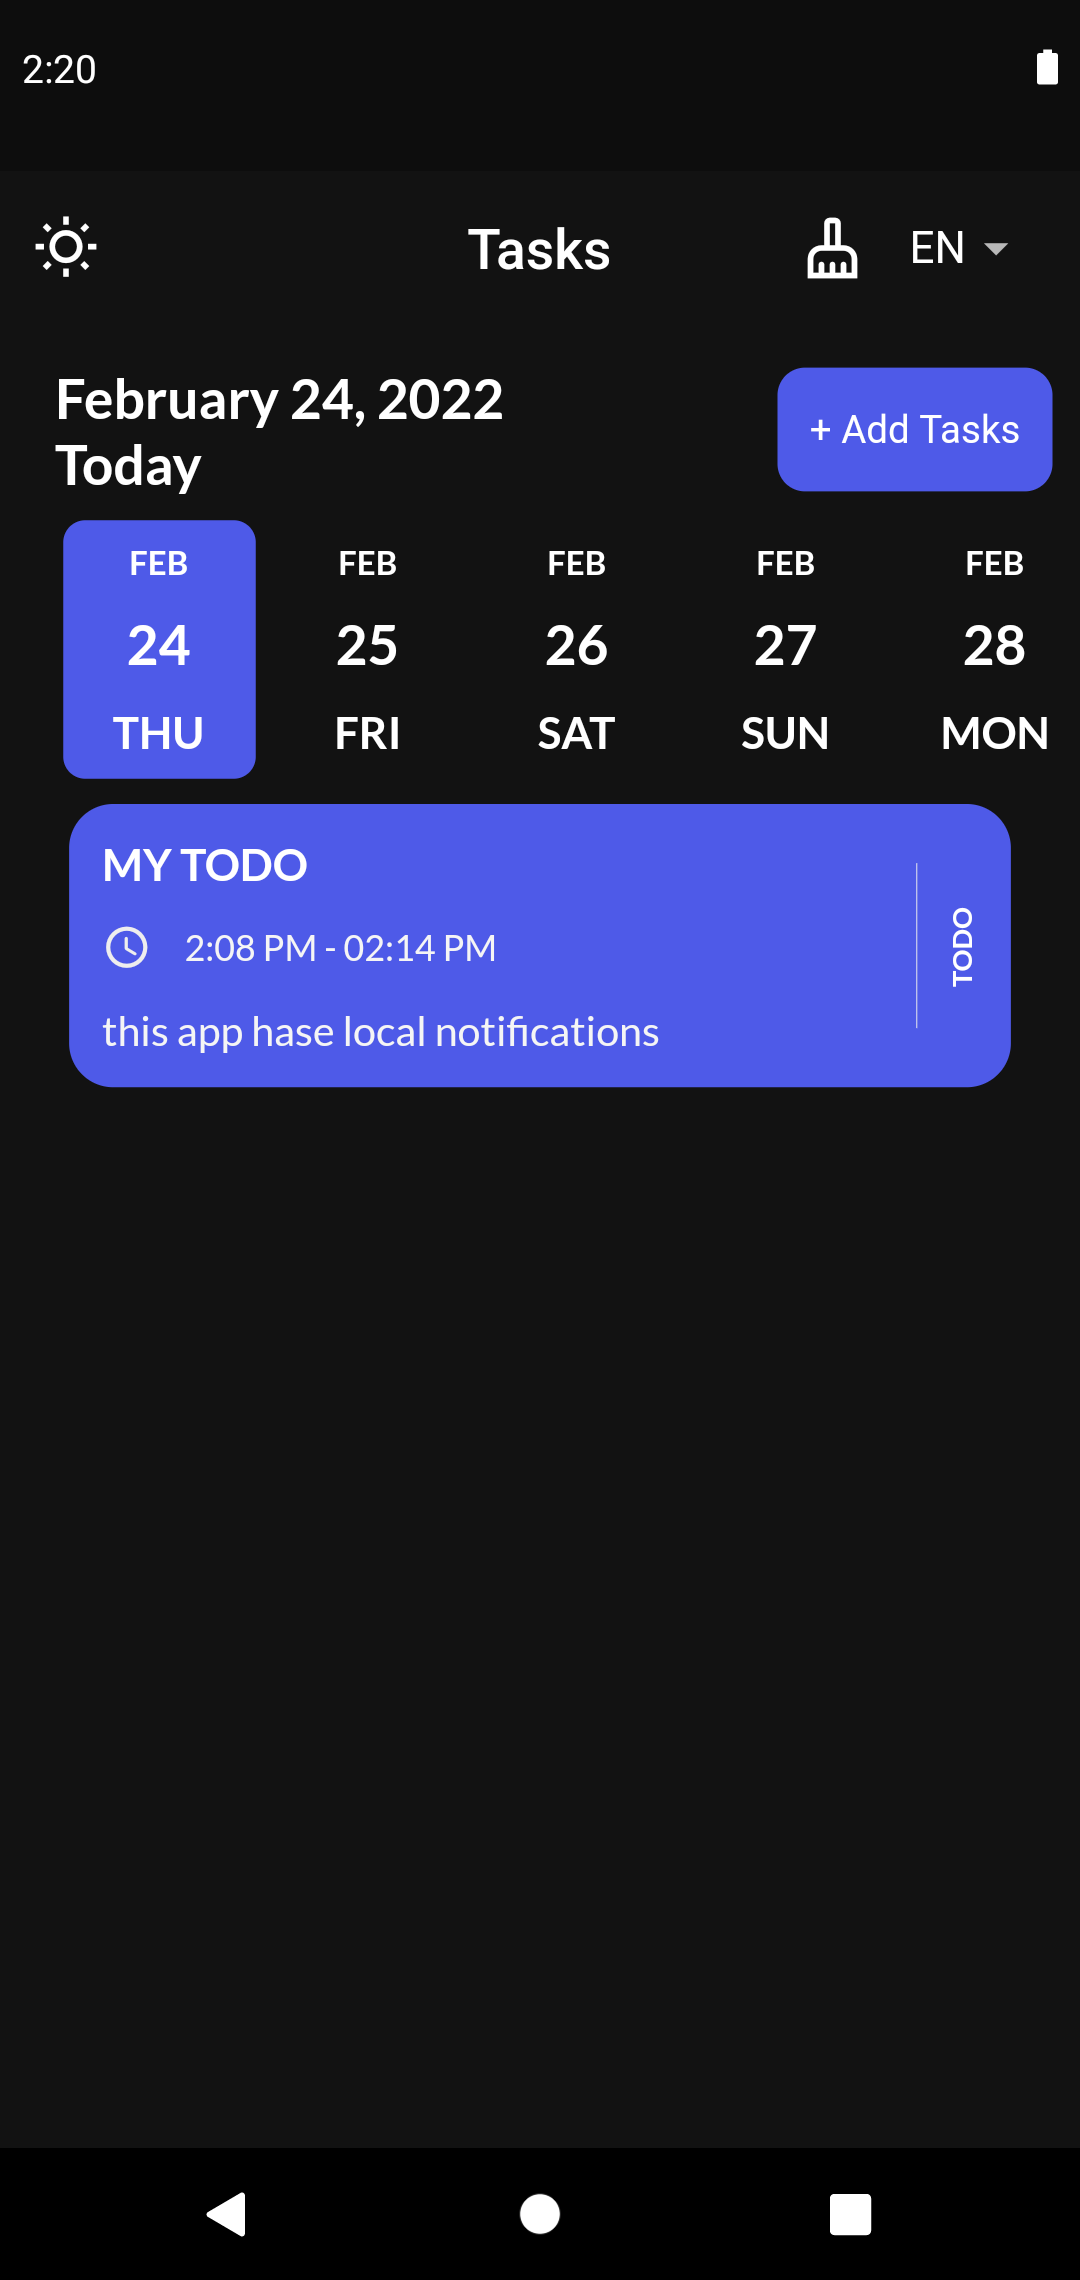 2:20
Tasks
EN
February 24, 2022
Today
+ Add Tasks
FEB FEB FEB FEB FEB
24 25 26 27 28
THU FRI SAT SUN MON
MY TODO
2:08 PM - 02:14 PM
this app hase local notifications
TODO